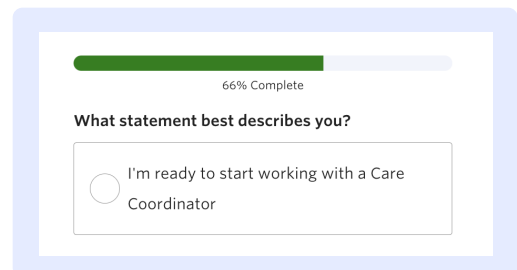 66% Complete
What statement best describes you?
I'm ready to start working with a Care
Coordinator